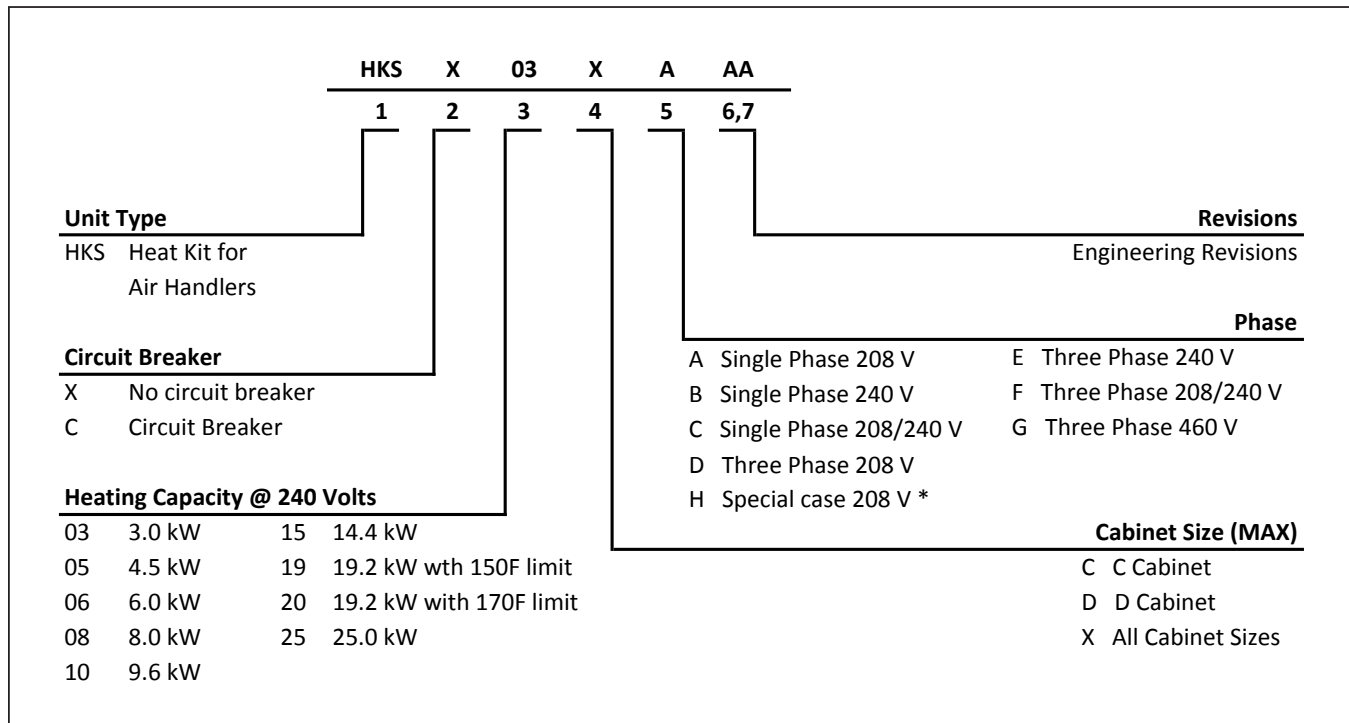 HKS X 03 X A AA
1 2 3 4 5 6,7
Unit Type
HKS Heat Kit for
Air Handlers
Revisions
Engineering Revisions
Circuit Breaker
X No circuit breaker
C Circuit Breaker
Phase
A Single Phase 208 V E Three Phase 240 V
B Single Phase 240 V F Three Phase 208/240 V
C Single Phase 208/240 V G Three Phase 460 V
D Three Phase 208 V
H Special case 208 V *
Heating Capacity @ 240 Volts
03 3.0 kW 15 14.4 kW
05 4.5 kW 19 19.2 kW wth 150F limit
06 6.0 kW 20 19.2 kW with 170F limit
08 8.0 kW 25 25.0 kW
10 9.6 kW
Cabinet Size (MAX)
C C Cabinet
D D Cabinet
X All Cabinet Sizes